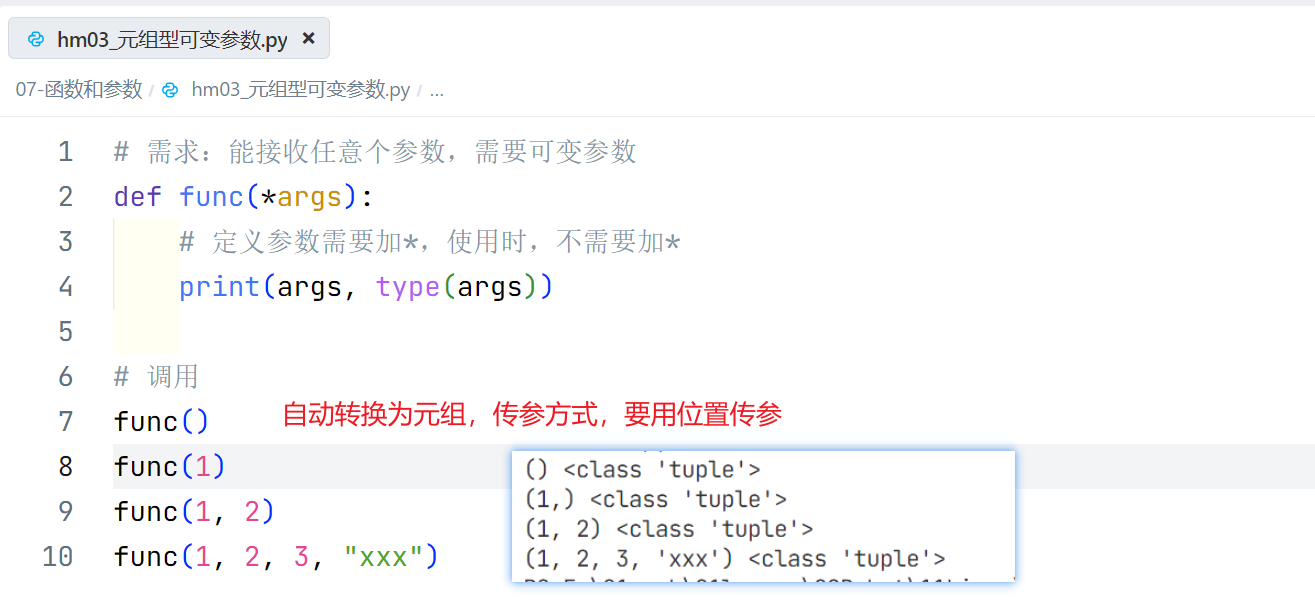 hm03_元组型可变参数.py ×
07-函数和参数 / hm03_元组型可变参数.py / ...
1 # 需求：能接收任意个参数，需要可变参数
2 def func(*args):
3     # 定义参数需要加*，使用时，不需要加*
4     print(args, type(args))
5
6 # 调用
7 func()
自动转换为元组，传参方式，要用位置传参
8 func(1)
9 func(1, 2)
10 func(1, 2, 3, "xxx")
() <class 'tuple'>
(1,) <class 'tuple'>
(1, 2) <class 'tuple'>
(1, 2, 3, 'xxx') <class 'tuple'>